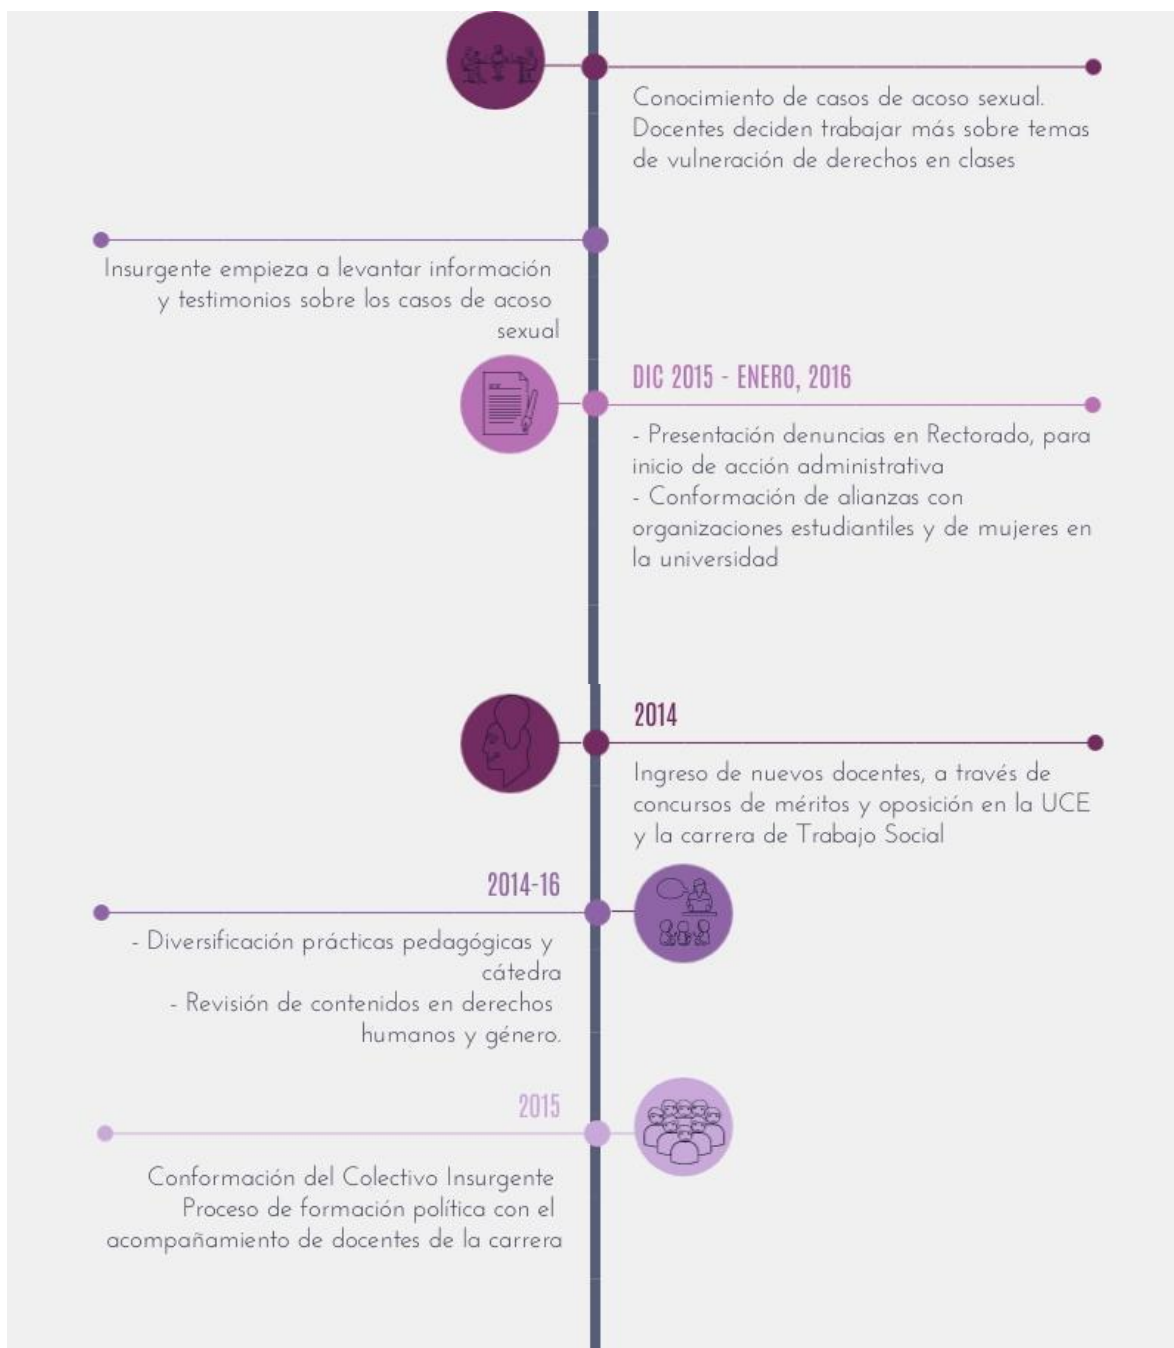 Conocimiento de casos de acoso sexual.
Docentes deciden trabajar más sobre temas
de vulneración de derechos en clases
Insurgente empieza a levantar información
y testimonios sobre los casos de acoso
sexual
DIC 2015 - ENERO, 2016
- Presentación denuncias en Rectorado, para
inicio de acción administrativa
- Conformación de alianzas con
organizaciones estudiantiles y de mujeres en
la universidad
2014
Ingreso de nuevos docentes, a través de
concursos de méritos y oposición en la UCE
y la carrera de Trabajo Social
2014-16
- Diversificación prácticas pedagógicas y
cátedra
- Revisión de contenidos en derechos
humanos y género.
2015
Conformación del Colectivo Insurgente
Proceso de formación política con el
acompañamiento de docentes de la carrera